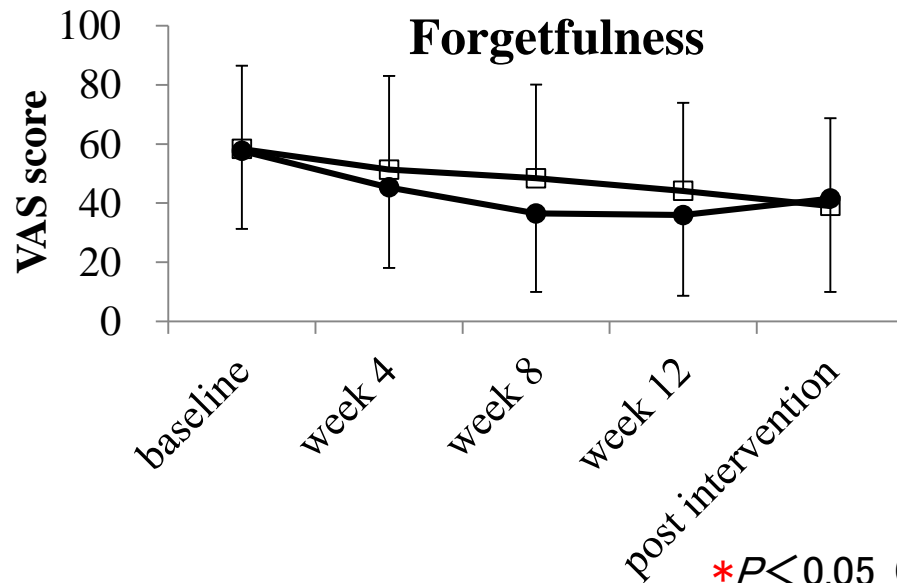 Forgetfulness
VAS score
100
80
60
40
20
0
baseline
week 4
week 8
week 12
post intervention
*P<0.05 (